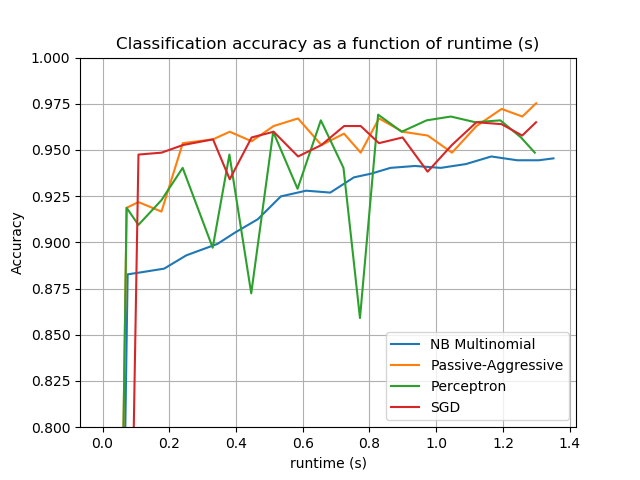 Classification accuracy as a function of runtime (s)
1.000
0.975
0.950
0.925
0.900
0.875
0.850
0.825
0.800
Accuracy
NB Multinomial
Passive-Aggressive
Perceptron
SGD
0.0 0.2 0.4 0.6 0.8 1.0 1.2 1.4
runtime (s)